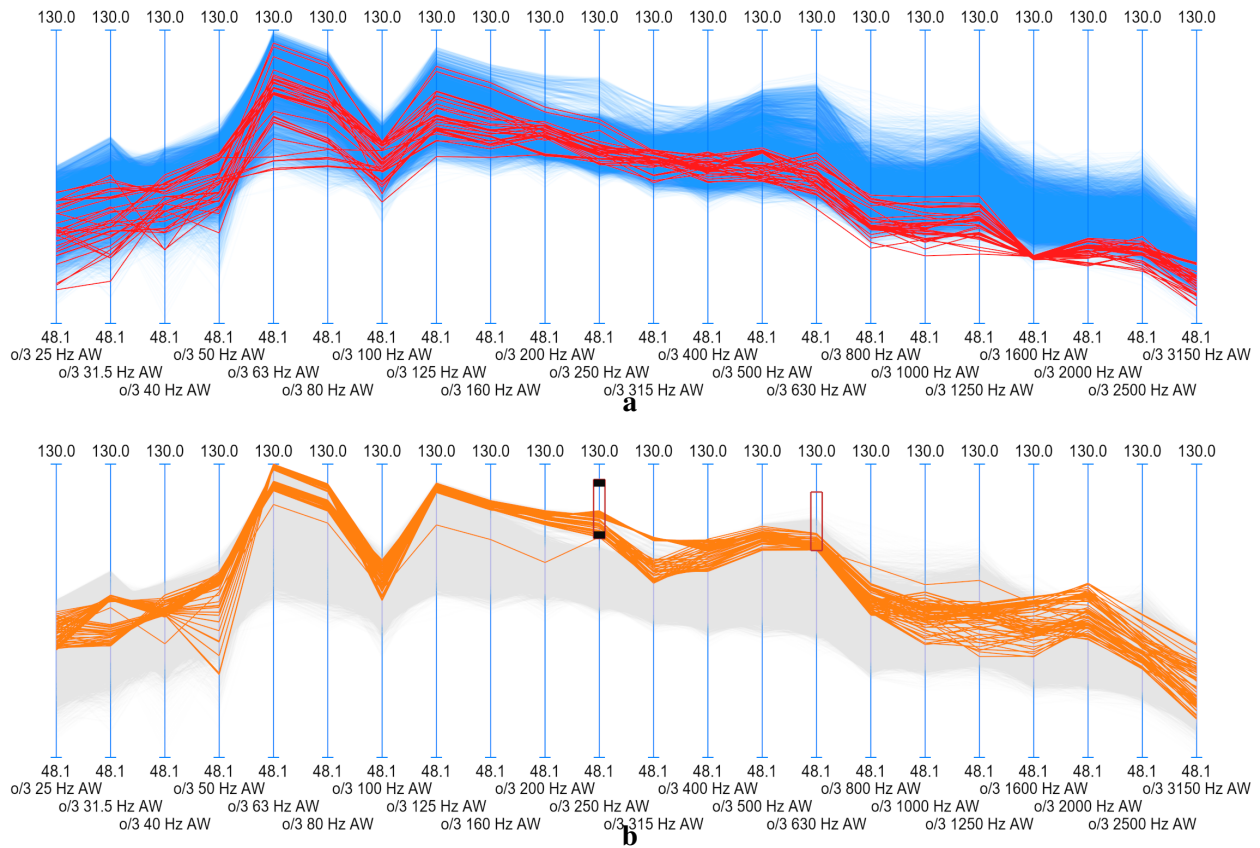 130.0 130.0 130.0 130.0 130.0 130.0 130.0 130.0 130.0 130.0 130.0 130.0 130.0 130.0 130.0 130.0 130.0 130.0 130.0 130.0 130.0 130.0
48.1 48.1 48.1 48.1 48.1 48.1 48.1 48.1 48.1 48.1 48.1 48.1 48.1 48.1 48.1 48.1 48.1 48.1 48.1 48.1 48.1 48.1
o/3 25 Hz AW o/3 50 Hz AW o/3 100 Hz AW o/3 200 Hz AW o/3 400 Hz AW o/3 800 Hz AW o/3 1600 Hz AW o/3 3150 Hz AW
o/3 31.5 Hz AW o/3 63 Hz AW o/3 125 Hz AW o/3 250 Hz AW o/3 500 Hz AW o/3 1000 Hz AW o/3 2000 Hz AW
o/3 40 Hz AW o/3 80 Hz AW o/3 160 Hz AW o/3 315 Hz AW o/3 630 Hz AW o/3 1250 Hz AW o/3 2500 Hz AW
a
130.0 130.0 130.0 130.0 130.0 130.0 130.0 130.0 130.0 130.0 130.0 130.0 130.0 130.0 130.0 130.0 130.0 130.0 130.0 130.0 130.0 130.0
48.1 48.1 48.1 48.1 48.1 48.1 48.1 48.1 48.1 48.1 48.1 48.1 48.1 48.1 48.1 48.1 48.1 48.1 48.1 48.1 48.1 48.1
o/3 25 Hz AW o/3 50 Hz AW o/3 100 Hz AW o/3 200 Hz AW o/3 400 Hz AW o/3 800 Hz AW o/3 1600 Hz AW o/3 3150 Hz AW
o/3 31.5 Hz AW o/3 63 Hz AW o/3 125 Hz AW o/3 250 Hz AW o/3 500 Hz AW o/3 1000 Hz AW o/3 2000 Hz AW
o/3 40 Hz AW o/3 80 Hz AW o/3 160 Hz AW o/3 315 Hz AW o/3 630 Hz AW o/3 1250 Hz AW o/3 2500 Hz AW
b